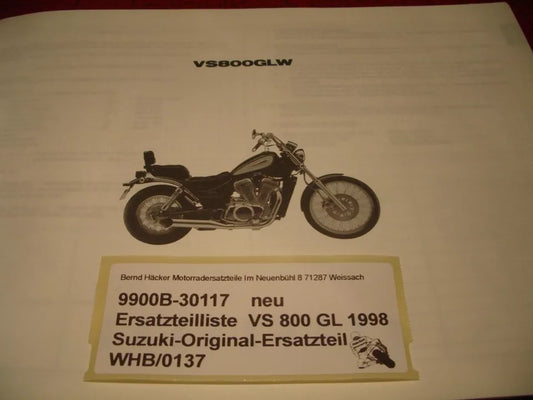 VS800GLW
Bernd Häcker Motorradersatzteile Im Neuenbühl 8 71287 Weissach
9900B-30117 neu
Ersatzteilliste VS 800 GL 1998
Suzuki-Original-Ersatzteil
WHB/0137